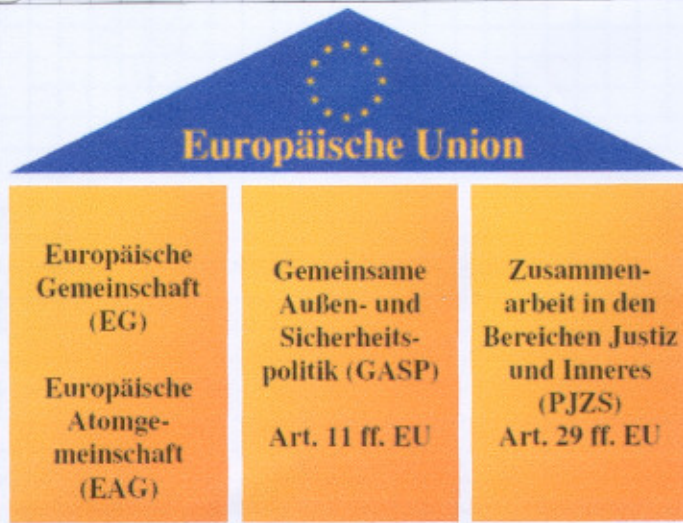 Europäische Union
Europäische
Gemeinschaft
(EG)
Europäische
Atomge-
meinschaft
(EAG)
Gemeinsame
Außen- und
Sicherheits-
politik (GASP)
Art. 11 ff. EU
Zusammen-
arbeit in den
Bereichen Justiz
und Inneres
(PJZS)
Art. 29 ff. EU